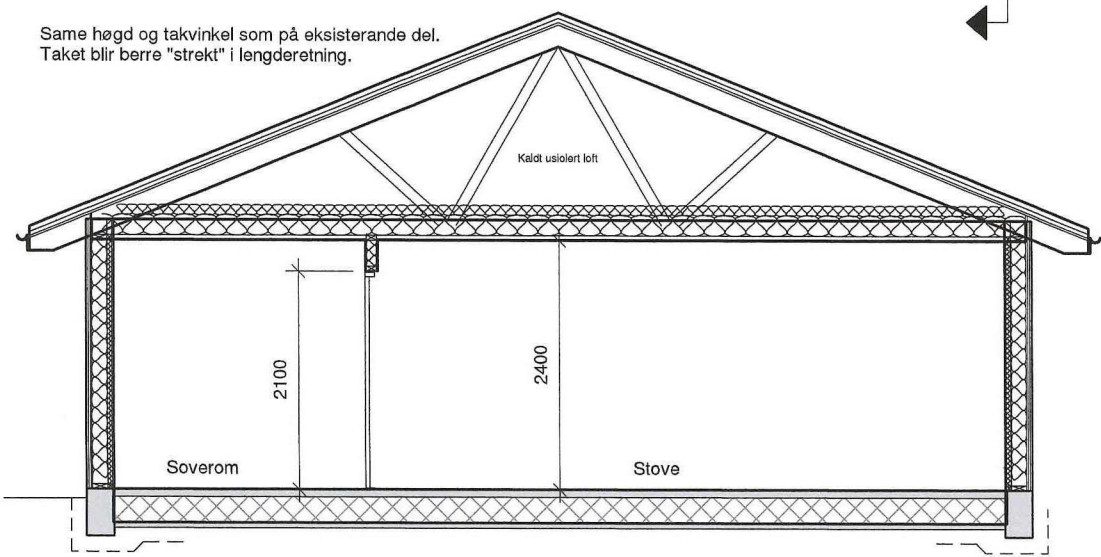 Same høgd og takvinkel som på eksisterande del.
Taket blir berre "strekt" i lengderetning.
Kaldt usiolert loft
2100
2400
Soverom
Stove